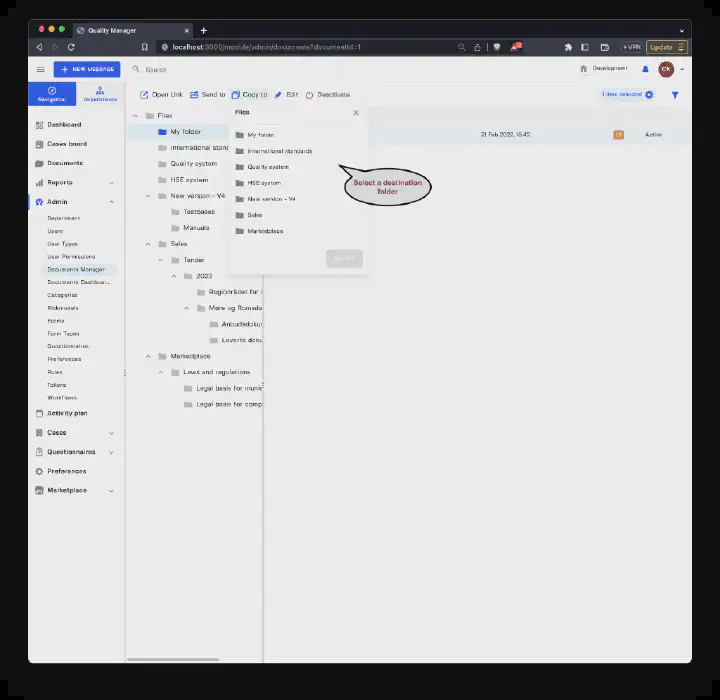 Quality Manager
localhost:3000/module/admin/documents?documentId=1
VPN
Update
NEW MESSAGE
Search
Development
CK
Navigation
Departments
Open Link
Send to
Copy to
Edit
Deactivate
1 item selected
Dashboard
Cases board
Documents
Reports
Admin
Department
Users
User Types
User Permissions
Documents Manager
Documents Dashboar...
Categories
Riskmodels
Forms
Form Types
Questionnaires
Preferences
Rules
Tokens
Workflows
Activity plan
Cases
Questionnaires
Preferences
Marketplace
Files
My folder
International stand
Quality system
HSE system
New version - V4
Testbases
Manuals
Sales
Tender
2022
Regionrådet for
Møre og Romsda
Anbudsdoku
Leverte doku
Markedplace
Laws and regulations
Legal basis for munic
Legal basis for comp
Files
My folder
International standards
Quality system
HSE system
New version - V4
Sales
Markedplace
Select a destination
folder
21 Feb 2022, 15:42
Active